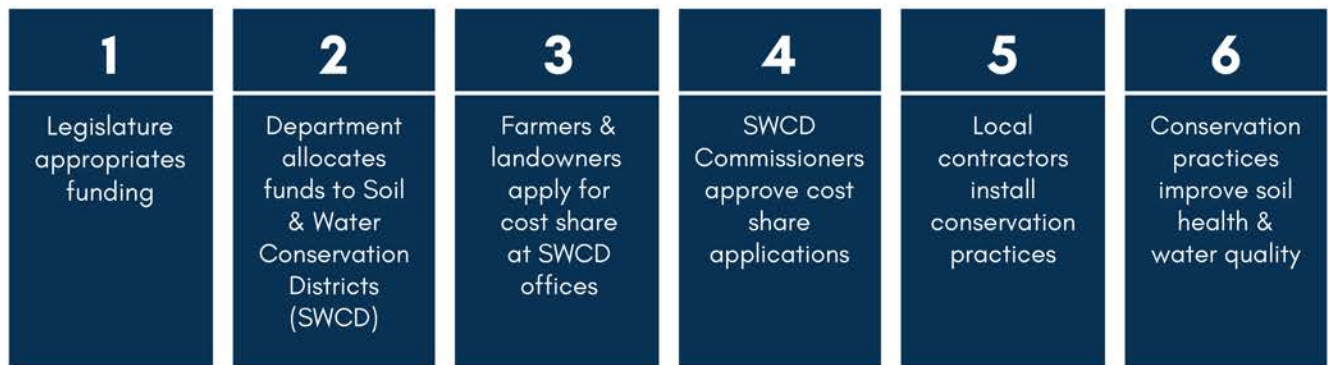 1
Legislature
appropriates
funding
2
Department
allocates
funds to Soil
& Water
Conservation
Districts
(SWCD)
3
Farmers &
landowners
apply for
cost share
at SWCD
offices
4
SWCD
Commissioners
approve cost
share
applications
5
Local
contractors
install
conservation
practices
6
Conservation
practices
improve soil
health &
water quality